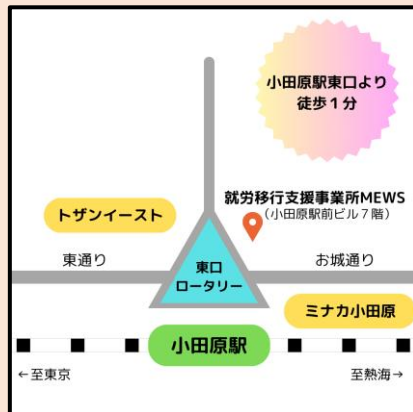 小田原駅東口より
徒歩１分
就労移行支援事業所MEWS
（小田原駅前ビル７階）
トザンイースト
東通り
東口
ロータリー
お城通り
ミナカ小田原
小田原駅
←至東京
至熱海→